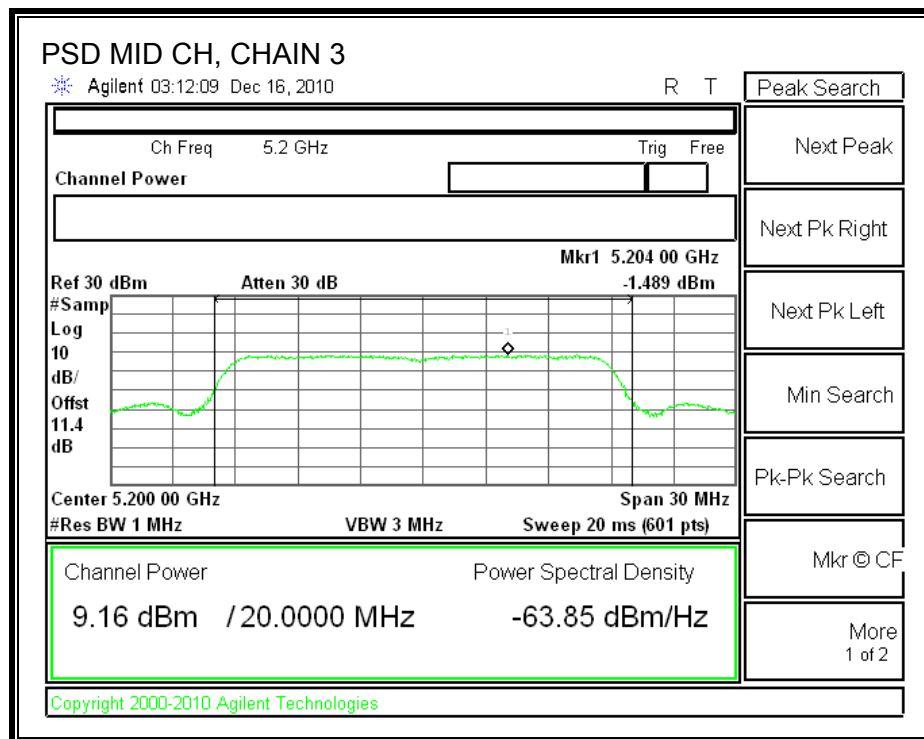 PSD MID CH, CHAIN 3
Agilent 03:12:09 Dec 16, 2010 R T
Peak Search
Ch Freq 5.2 GHz Trig Free
Channel Power
Mkr1 5.204 00 GHz
Ref 30 dBm Atten 30 dB -1.489 dBm
#Samp
Log
10
dB/
Offst
11.4
dB
1
Center 5.200 00 GHz Span 30 MHz
#Res BW 1 MHz VBW 3 MHz Sweep 20 ms (601 pts)
Channel Power Power Spectral Density
9.16 dBm / 20.0000 MHz -63.85 dBm/Hz
Next Peak
Next Pk Right
Next Pk Left
Min Search
Pk-Pk Search
Mkr © CF
More
1 of 2
Copyright 2000-2010 Agilent Technologies